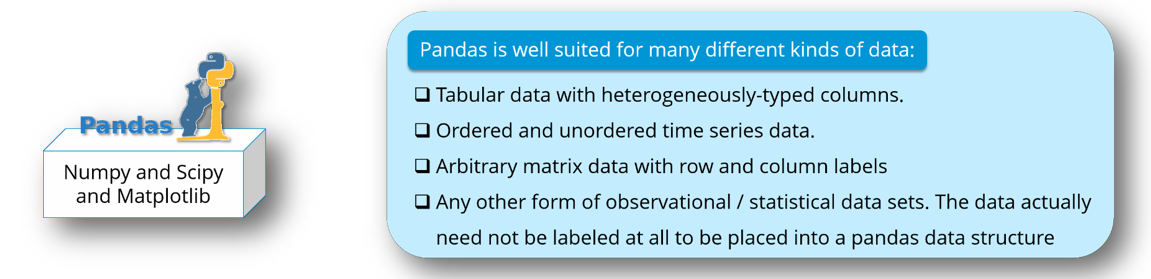 Pandas
Numpy and Scipy
and Matplotlib
Pandas is well suited for many different kinds of data:
❑ Tabular data with heterogeneously-typed columns.
❑ Ordered and unordered time series data.
❑ Arbitrary matrix data with row and column labels
❑ Any other form of observational / statistical data sets. The data actually
need not be labeled at all to be placed into a pandas data structure